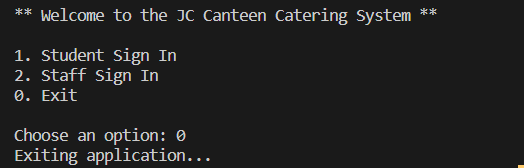 ** Welcome to the JC Canteen Catering System **
1. Student Sign In
2. Staff Sign In
0. Exit
Choose an option: 0
Exiting application...